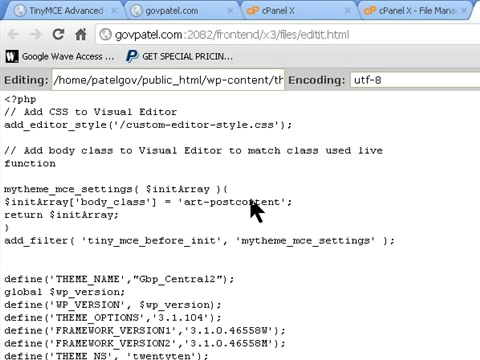 TinyMCE Advanced
govpatel.com
cPanel X
cPanel X - File Mana
govpatel.com:2082/frontend/x3/files/editit.html
Google Wave Access ...
GET SPECIAL PRICIN...
Editing: /home/patelgov/public_html/wp-content/th Encoding: utf-8
<?php
// Add CSS to Visual Editor
add_editor_style('/custom-editor-style.css');
// Add body class to Visual Editor to match class used live
function
mytheme_mce_settings( $initArray ){
$initArray['body_class'] = 'art-postcontent';
return $initArray;
}
add_filter( 'tiny_mce_before_init', 'mytheme_mce_settings' );
define('THEME_NAME',"Gbp_Central2");
global $wp_version;
define('WP_VERSION', $wp_version);
define('THEME_OPTIONS','3.1.104');
define('FRAMEWORK_VERSION1','3.1.0.46558W');
define('FRAMEWORK_VERSION2','3.1.0.46558M');
define('THEME_NS', 'twentyten');